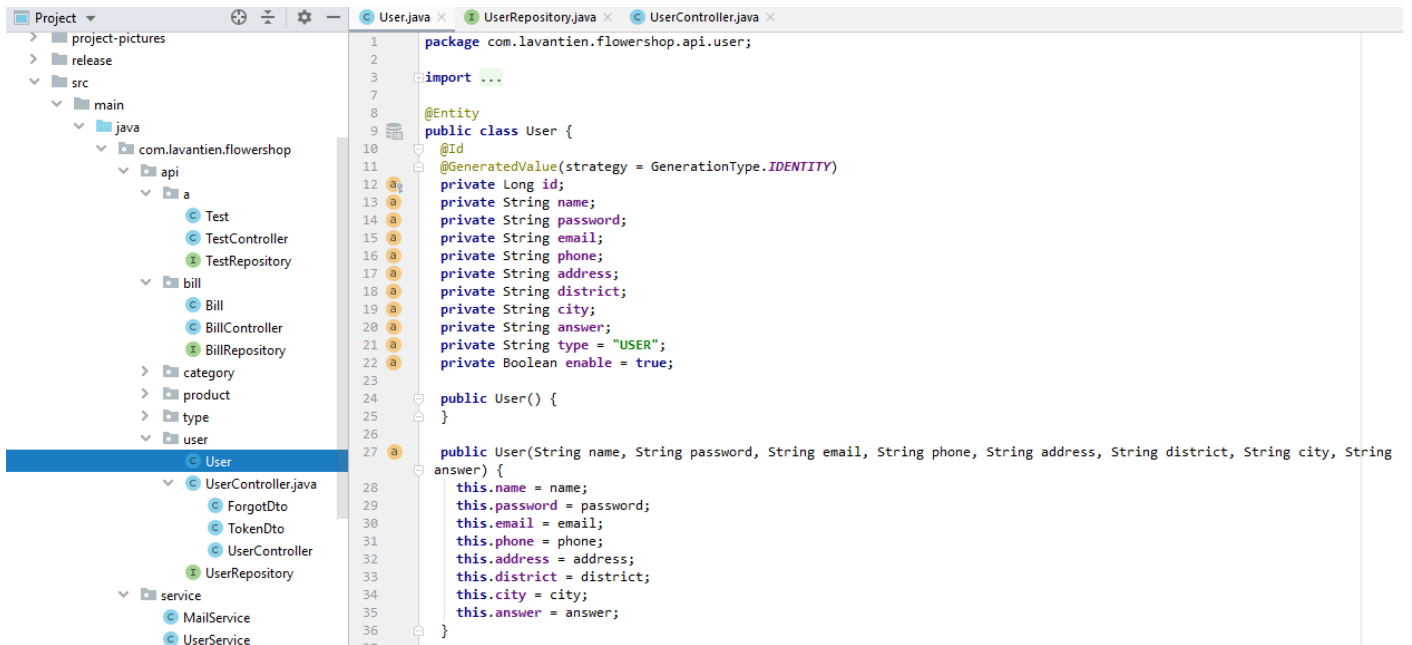 Project
project-pictures
release
src
main
java
com.lavantien.flowershop
api
a
Test
TestController
TestRepository
bill
Bill
BillController
BillRepository
category
product
type
user
User
UserController.java
ForgotDto
TokenDto
UserController
UserRepository
service
MailService
UserService
User.java UserRepository.java UserController.java
1 package com.lavantien.flowershop.api.user;
2
3 import ...
7
8 @Entity
9 public class User {
10 @Id
11 @GeneratedValue(strategy = GenerationType.IDENTITY)
12 private Long id;
13 private String name;
14 private String password;
15 private String email;
16 private String phone;
17 private String address;
18 private String district;
19 private String city;
20 private String answer;
21 private String type = "USER";
22 private Boolean enable = true;
23
24 public User() {
25 }
26
27 public User(String name, String password, String email, String phone, String address, String district, String city, String
answer) {
28 this.name = name;
29 this.password = password;
30 this.email = email;
31 this.phone = phone;
32 this.address = address;
33 this.district = district;
34 this.city = city;
35 this.answer = answer;
36 }